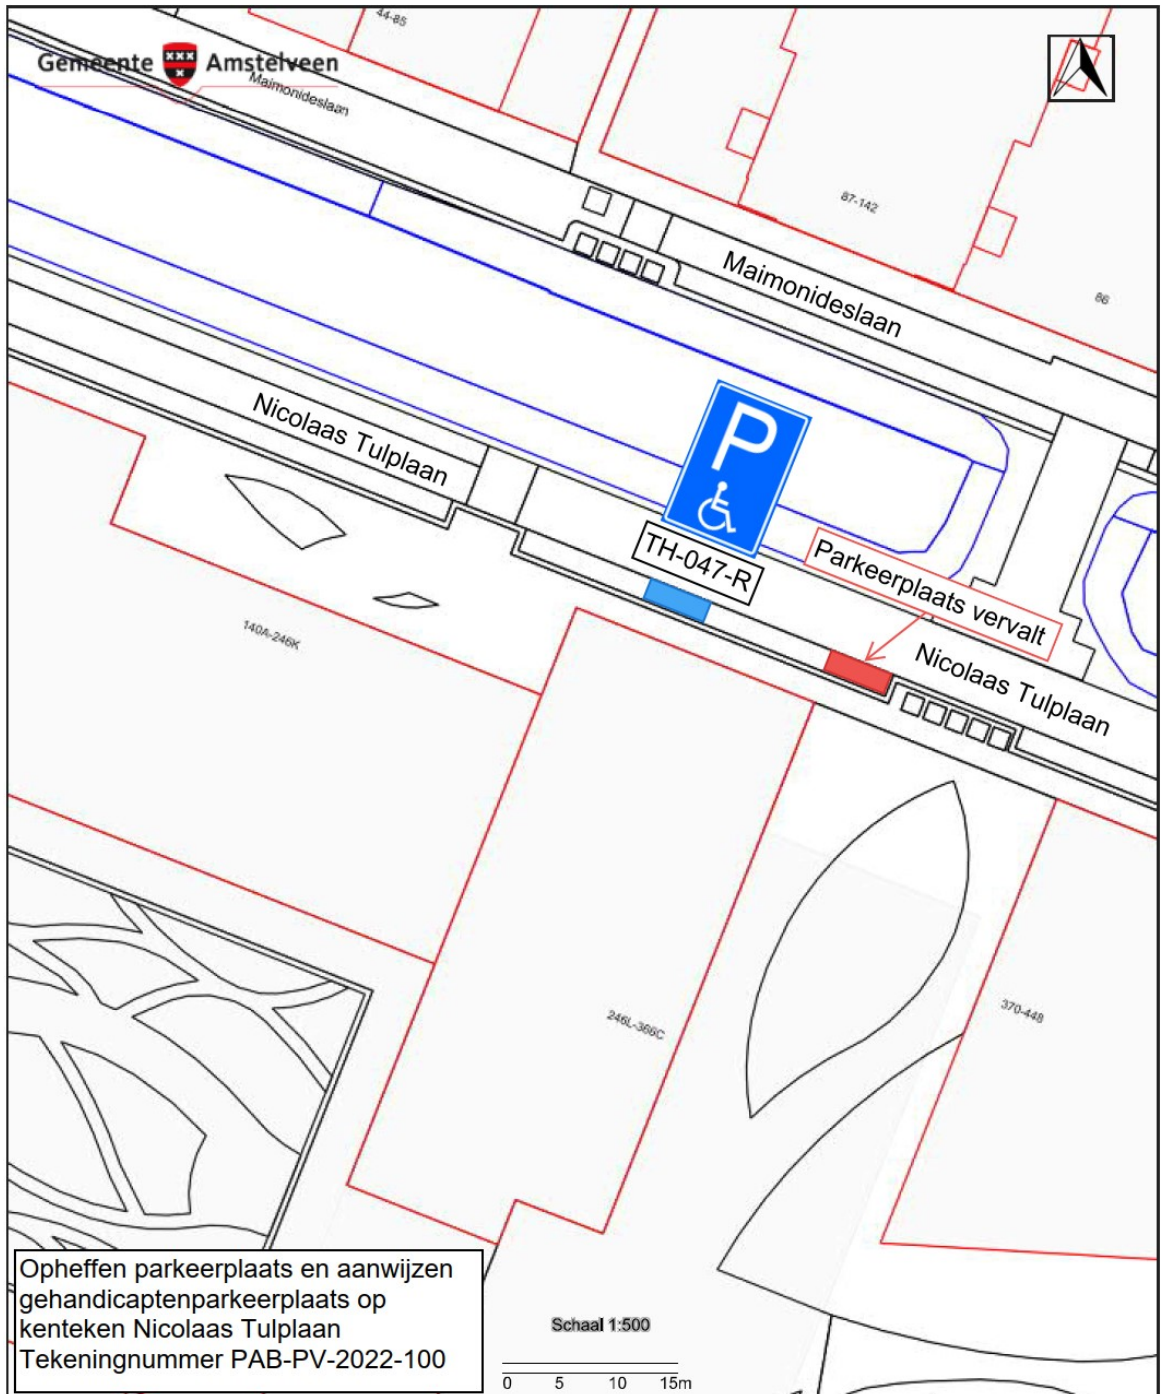 44-85
Gemeente Amstelveen
Maimonideslaan
87-142
Maimonideslaan
86
Nicolaas Tulplaan
P
TH-047-R
Parkeerplaats vervalt
Nicolaas Tulplaan
140A-246K
246L-366C
370-448
Opheffen parkeerplaats en aanwijzen
gehandicaptenparkeerplaats op
kenteken Nicolaas Tulplaan
Tekeningnummer PAB-PV-2022-100
Schaal 1:500
0 5 10 15m